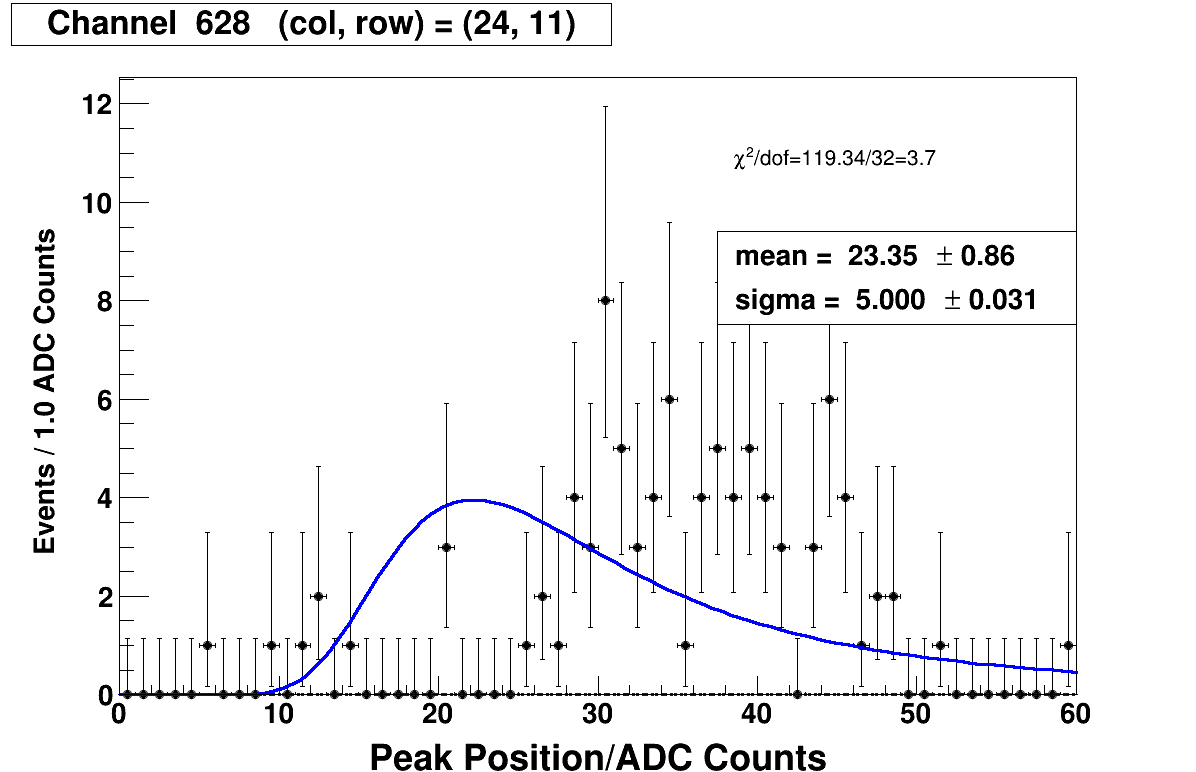 Channel 628 (col, row) = (24, 11)
12
10
8
6
4
2
0
Events / 1.0 ADC Counts
χ²/dof=119.34/32=3.7
mean = 23.35 ± 0.86
sigma = 5.000 ± 0.031
0 10 20 30 40 50 60
Peak Position/ADC Counts